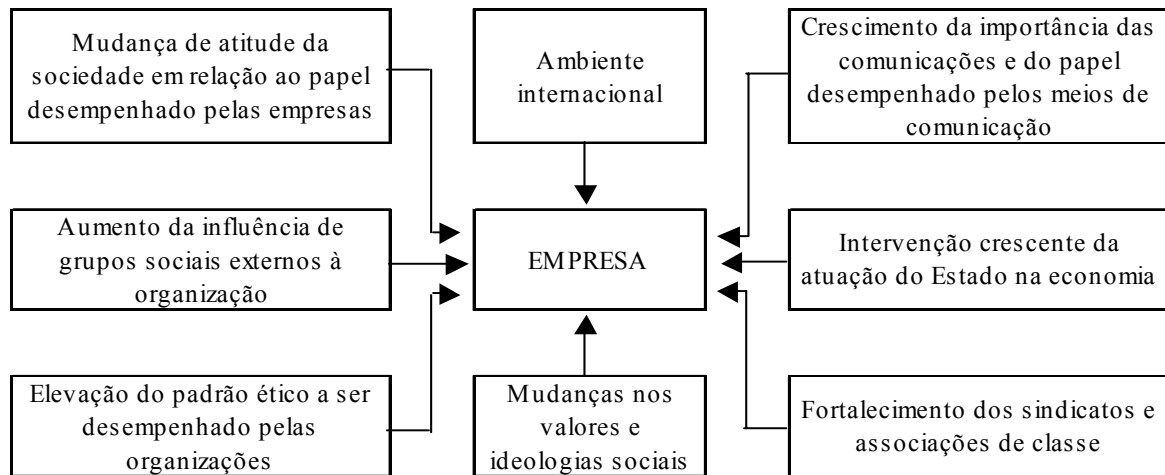 Mudança de atitude da
sociedade em relação ao papel
desempenhado pelas empresas
Ambiente
internacional
Crescimento da importância das
comunicações e do papel
desempenhado pelos meios de
comunicação
Aumento da influência de
grupos sociais externos à
organização
EMPRESA
Intervenção crescente da
atuação do Estado na economia
Elevação do padrão ético a ser
desempenhado pelas
organizações
Mudanças nos
valores e
ideologias sociais
Fortalecimento dos sindicatos e
associações de classe